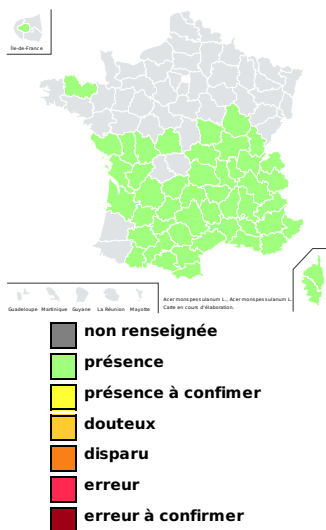 Île-de-France
Guadeloupe Martinique Guyane La Réunion Mayotte
Acer monspessulanum L., Acer monspessulanum L.
Carte en cours d'élaboration.
non renseignée
présence
présence à confimer
douteux
disparu
erreur
erreur à confirmer